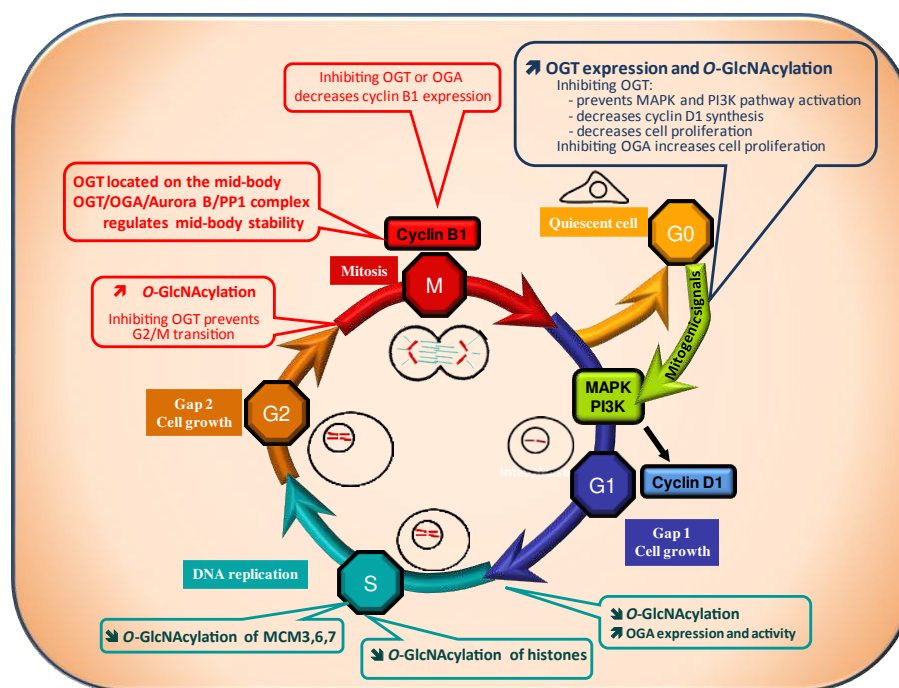 Inhibiting OGT or OGA
decreases cyclin B1 expression
↗ OGT expression and O-GlcNAcylation
Inhibiting OGT:
- prevents MAPK and PI3K pathway activation
- decreases cyclin D1 synthesis
- decreases cell proliferation
Inhibiting OGA increases cell proliferation
OGT located on the mid-body
OGT/OGA/Aurora B/PP1 complex
regulates mid-body stability
Cyclin B1
Quiescent cell
G0
Mitosis
M
↗ O-GlcNAcylation
Inhibiting OGT prevents
G2/M transition
Mitogenic signals
MAPK
PI3K
Gap 2
Cell growth
G2
G1
Cyclin D1
Gap 1
Cell growth
DNA replication
S
↘ O-GlcNAcylation
↗ OGA expression and activity
↘ O-GlcNAcylation of MCM3,6,7
↘ O-GlcNAcylation of histones